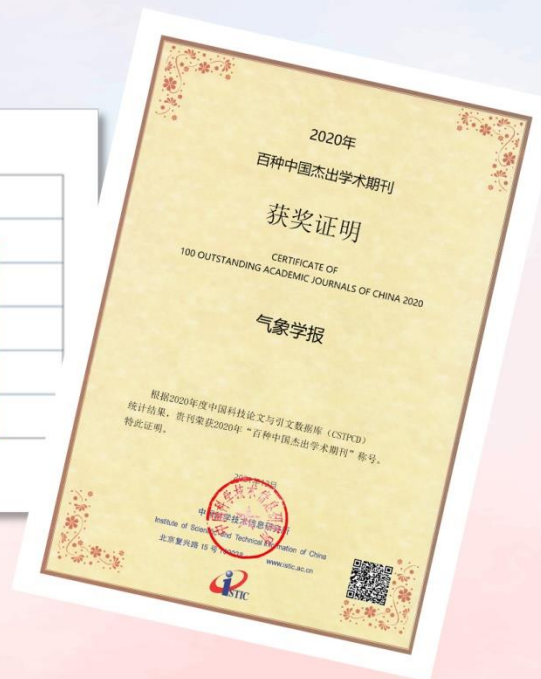 2020年
百种中国杰出学术期刊
获奖证明
CERTIFICATE OF
100 OUTSTANDING ACADEMIC JOURNALS OF CHINA 2020
气象学报
根据2020年度中国科技论文与引文数据库（CSTPCD）
统计结果，贵刊荣获2020年“百种中国杰出学术期刊”称号。
特此证明。
Institute of Scientific and Technical Information of China
北京复兴路 15 号 100038 www.istic.ac.cn
ISTIC